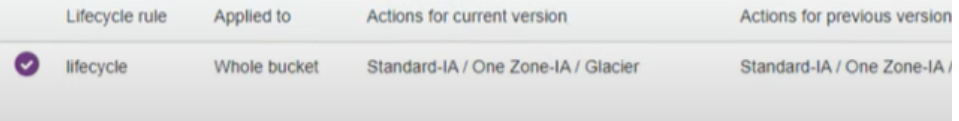 Lifecycle rule Applied to Actions for current version Actions for previous version
lifecycle Whole bucket Standard-IA / One Zone-IA / Glacier Standard-IA / One Zone-IA /